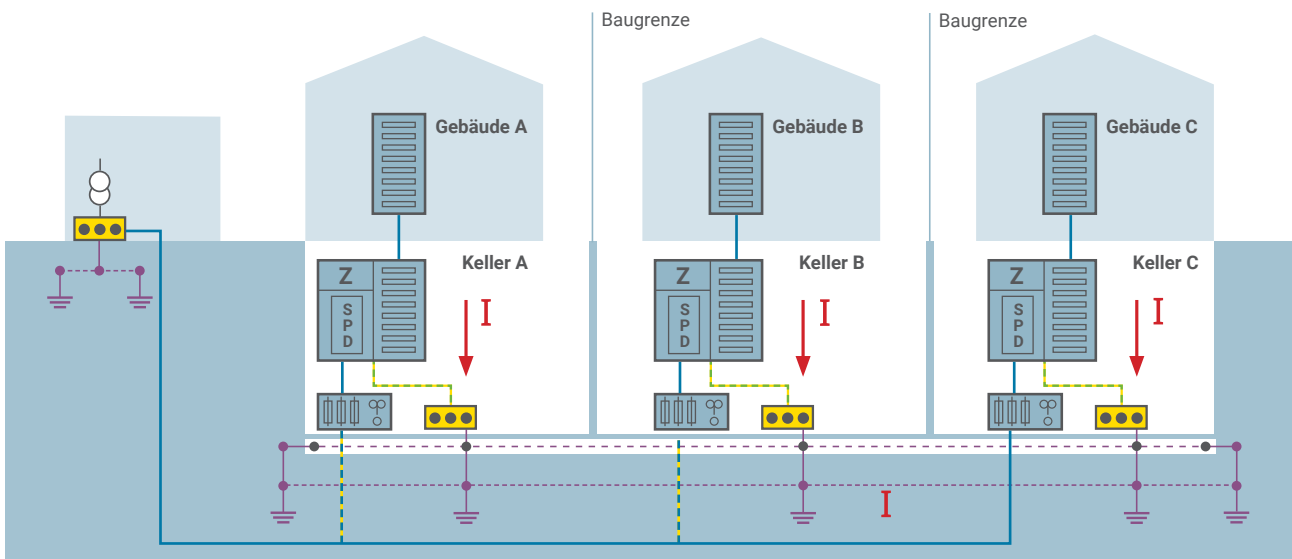 Baugrenze
Baugrenze
Gebäude A
Gebäude B
Gebäude C
Keller A
Keller B
Keller C
Z
SPD
I
Z
SPD
I
Z
SPD
I
I